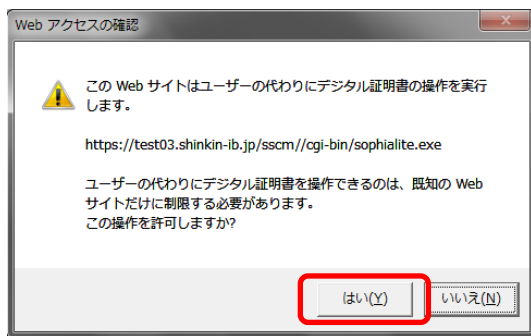 Web アクセスの確認
この Web サイトはユーザーの代わりにデジタル証明書の操作を実行
します。
https://test03.shinkin-ib.jp/sscm//cgi-bin/sophialite.exe
ユーザーの代わりにデジタル証明書を操作できるのは、既知の Web
サイトだけに制限する必要があります。
この操作を許可しますか?
はい(Y) いいえ(N)